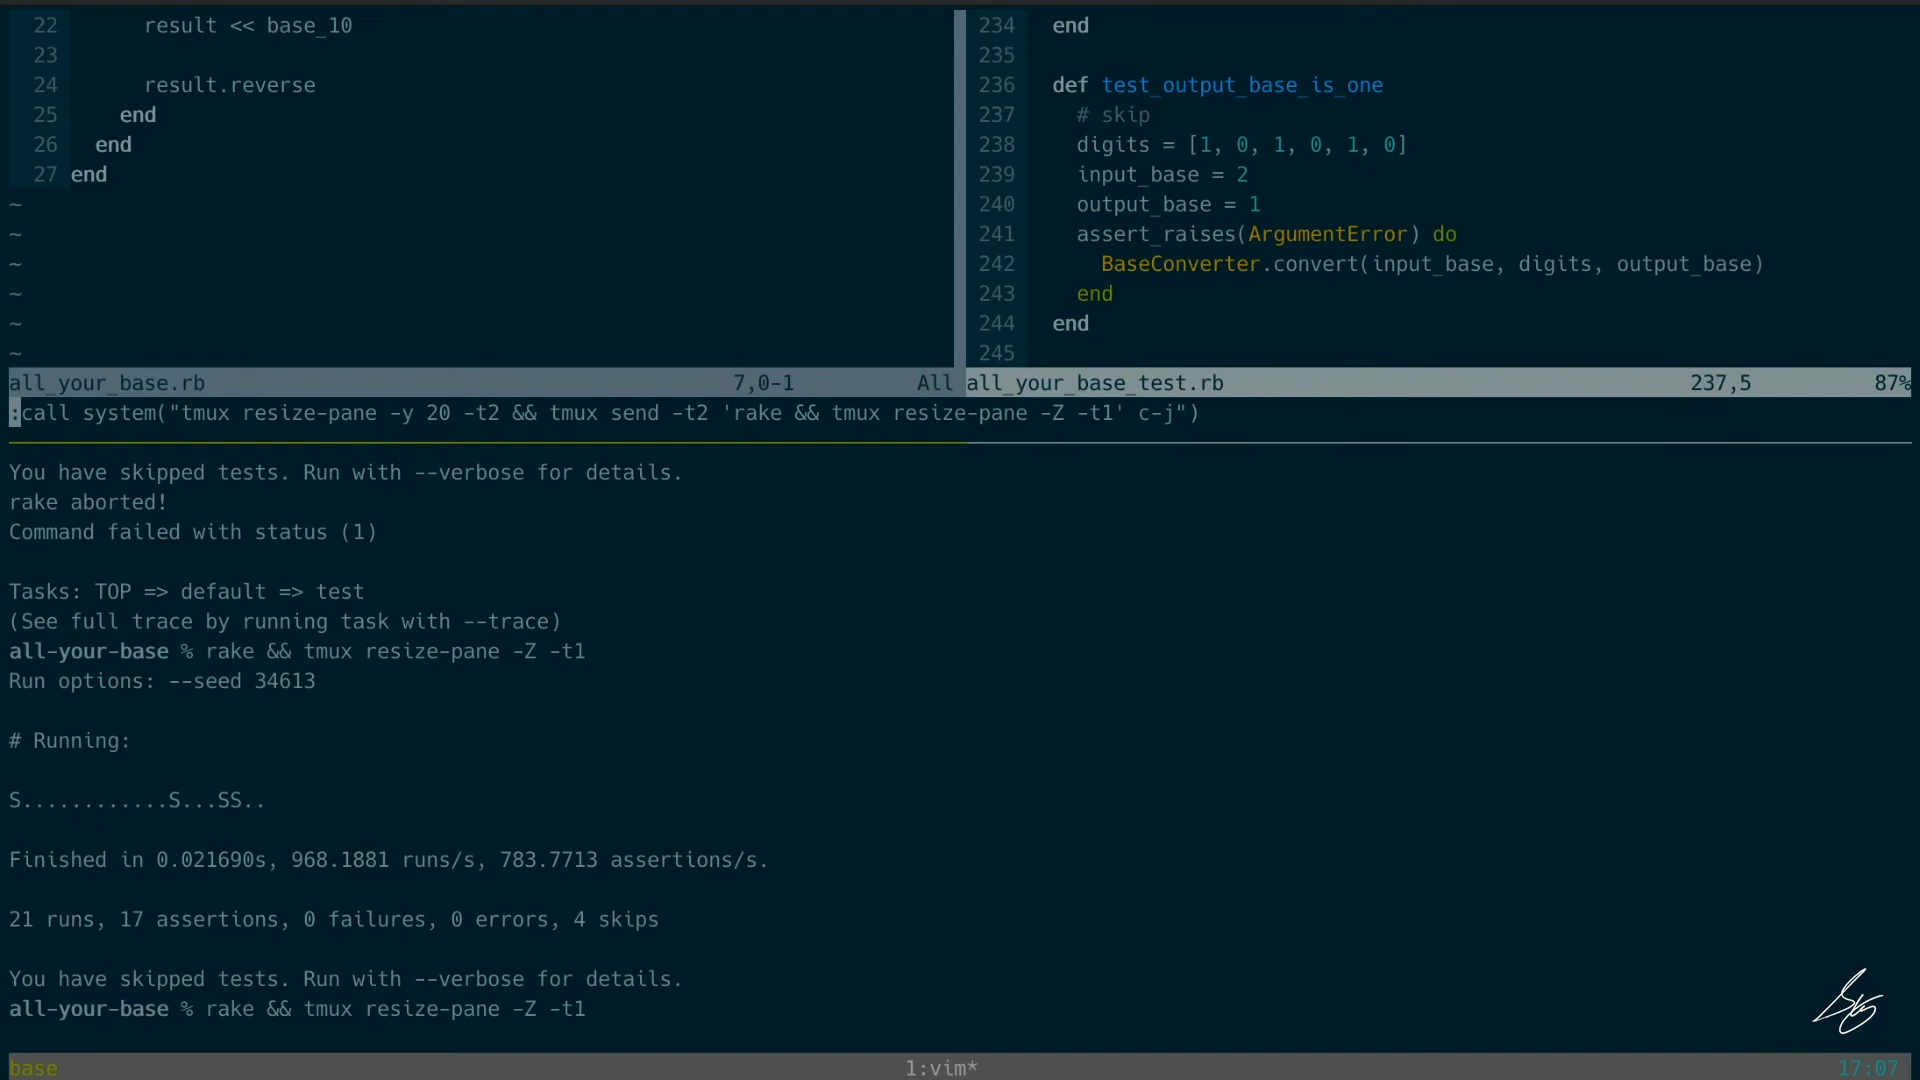 22       result << base_10
23
24       result.reverse
25     end
26   end
27 end
~
~
~
~
~
~
all_your_base.rb 7,0-1 All
234   end
235
236   def test_output_base_is_one
237     # skip
238     digits = [1, 0, 1, 0, 1, 0]
239     input_base = 2
240     output_base = 1
241     assert_raises(ArgumentError) do
242       BaseConverter.convert(input_base, digits, output_base)
243     end
244   end
245
all_your_base_test.rb 237,5 87%
:call system("tmux resize-pane -y 20 -t2 && tmux send -t2 'rake && tmux resize-pane -Z -t1' c-j")
You have skipped tests. Run with --verbose for details.
rake aborted!
Command failed with status (1)
Tasks: TOP => default => test
(See full trace by running task with --trace)
all-your-base % rake && tmux resize-pane -Z -t1
Run options: --seed 34613
# Running:
S............S...SS..
Finished in 0.021690s, 968.1881 runs/s, 783.7713 assertions/s.
21 runs, 17 assertions, 0 failures, 0 errors, 4 skips
You have skipped tests. Run with --verbose for details.
all-your-base % rake && tmux resize-pane -Z -t1
base 1:vim* 17:07